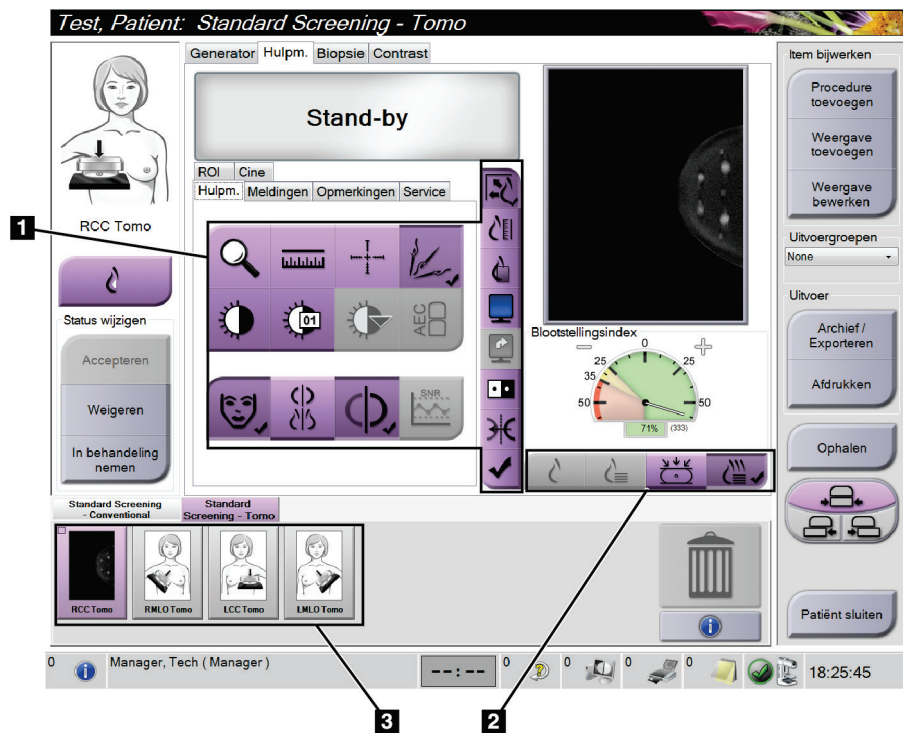 Test, Patient: Standard Screening - Tomo
Generator Hulpm. Biopsie Contrast
Stand-by
ROI Cine
Hulpm. Meldingen Opmerkingen Service
RCC Tomo
Status wijzigen
Accepteren
Weigeren
In behandeling
nemen
1
01
AEC
SNR
Blootstellingsindex
0
25
25
35
50
50
71% (333)
Item bijwerken
Procedure
toevoegen
Weergave
toevoegen
Weergave
bewerken
Uitvoergroepen
None
Uitvoer
Archief /
Exporteren
Afdrukken
Ophalen
Patiënt sluiten
Standard Screening
- Conventional
Standard
Screening - Tomo
RCC Tomo
RMLO Tomo
LCC Tomo
LMLO Tomo
0 Manager, Tech ( Manager ) --:-- 0 0 0 0 18:25:45
3
2